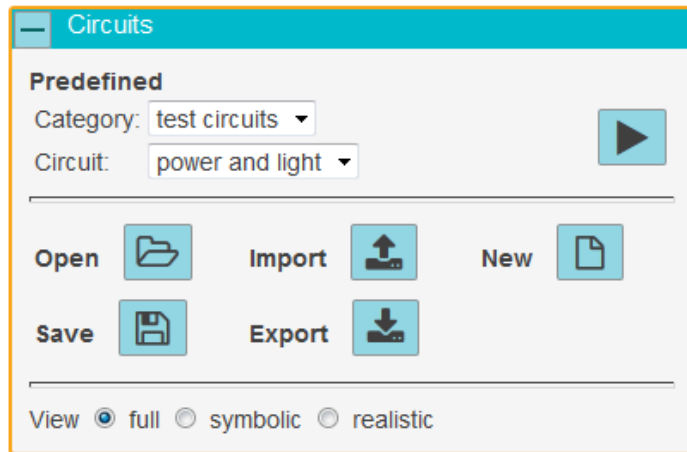 Circuits
Predefined
Category: test circuits
Circuit: power and light
Open Import New
Save Export
View full symbolic realistic